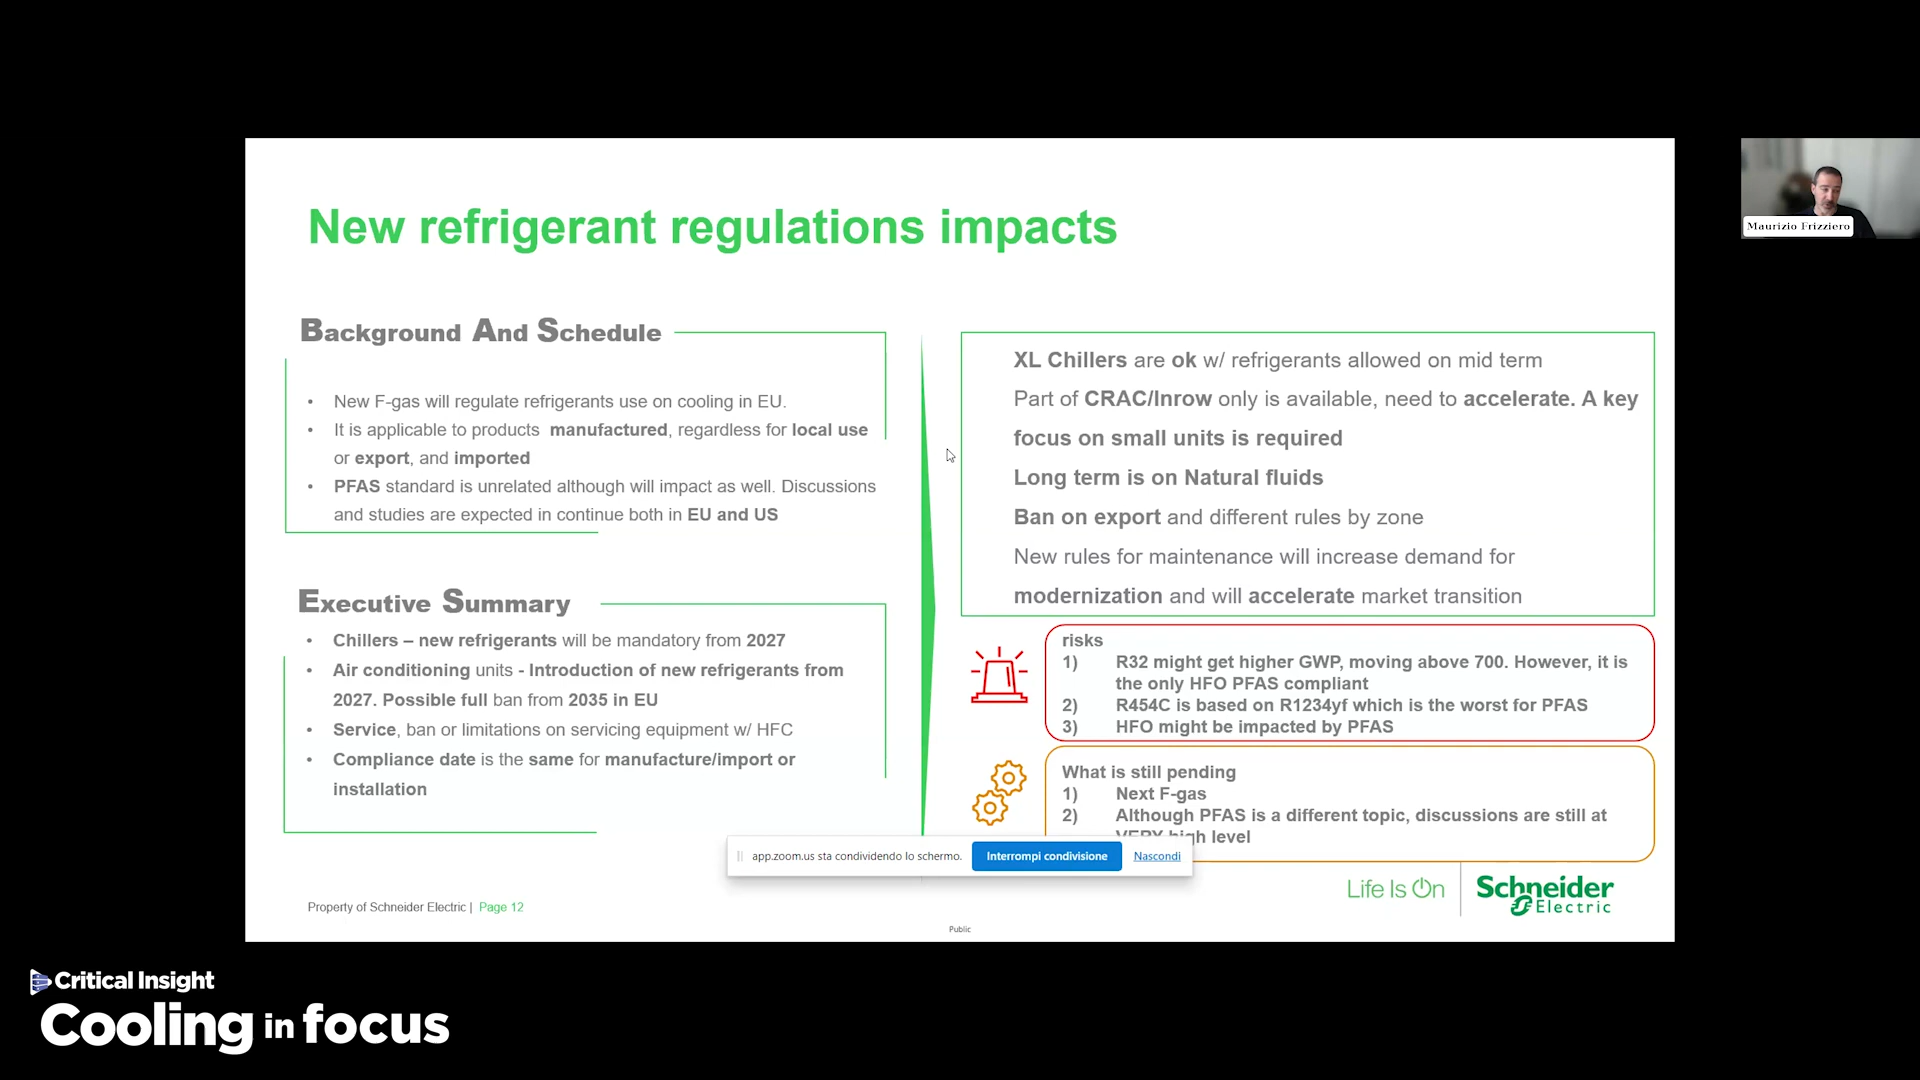 New refrigerant regulations impacts
Maurizio Frizziero
Background And Schedule
• New F-gas will regulate refrigerants use on cooling in EU.
• It is applicable to products manufactured, regardless for local use
or export, and imported
• PFAS standard is unrelated although will impact as well. Discussions
and studies are expected in continue both in EU and US
Executive Summary
• Chillers – new refrigerants will be mandatory from 2027
• Air conditioning units - Introduction of new refrigerants from
2027. Possible full ban from 2035 in EU
• Service, ban or limitations on servicing equipment w/ HFC
• Compliance date is the same for manufacture/import or
installation
XL Chillers are ok w/ refrigerants allowed on mid term
Part of CRAC/Inrow only is available, need to accelerate. A key
focus on small units is required
Long term is on Natural fluids
Ban on export and different rules by zone
New rules for maintenance will increase demand for
modernization and will accelerate market transition
risks
1) R32 might get higher GWP, moving above 700. However, it is
the only HFO PFAS compliant
2) R454C is based on R1234yf which is the worst for PFAS
3) HFO might be impacted by PFAS
What is still pending
1) Next F-gas
2) Although PFAS is a different topic, discussions are still at
VERY high level
app.zoom.us sta condividendo lo schermo. Interrompi condivisione Nascondi
Life Is On
Schneider
Electric
Property of Schneider Electric | Page 12
Public
Critical Insight
Cooling in focus